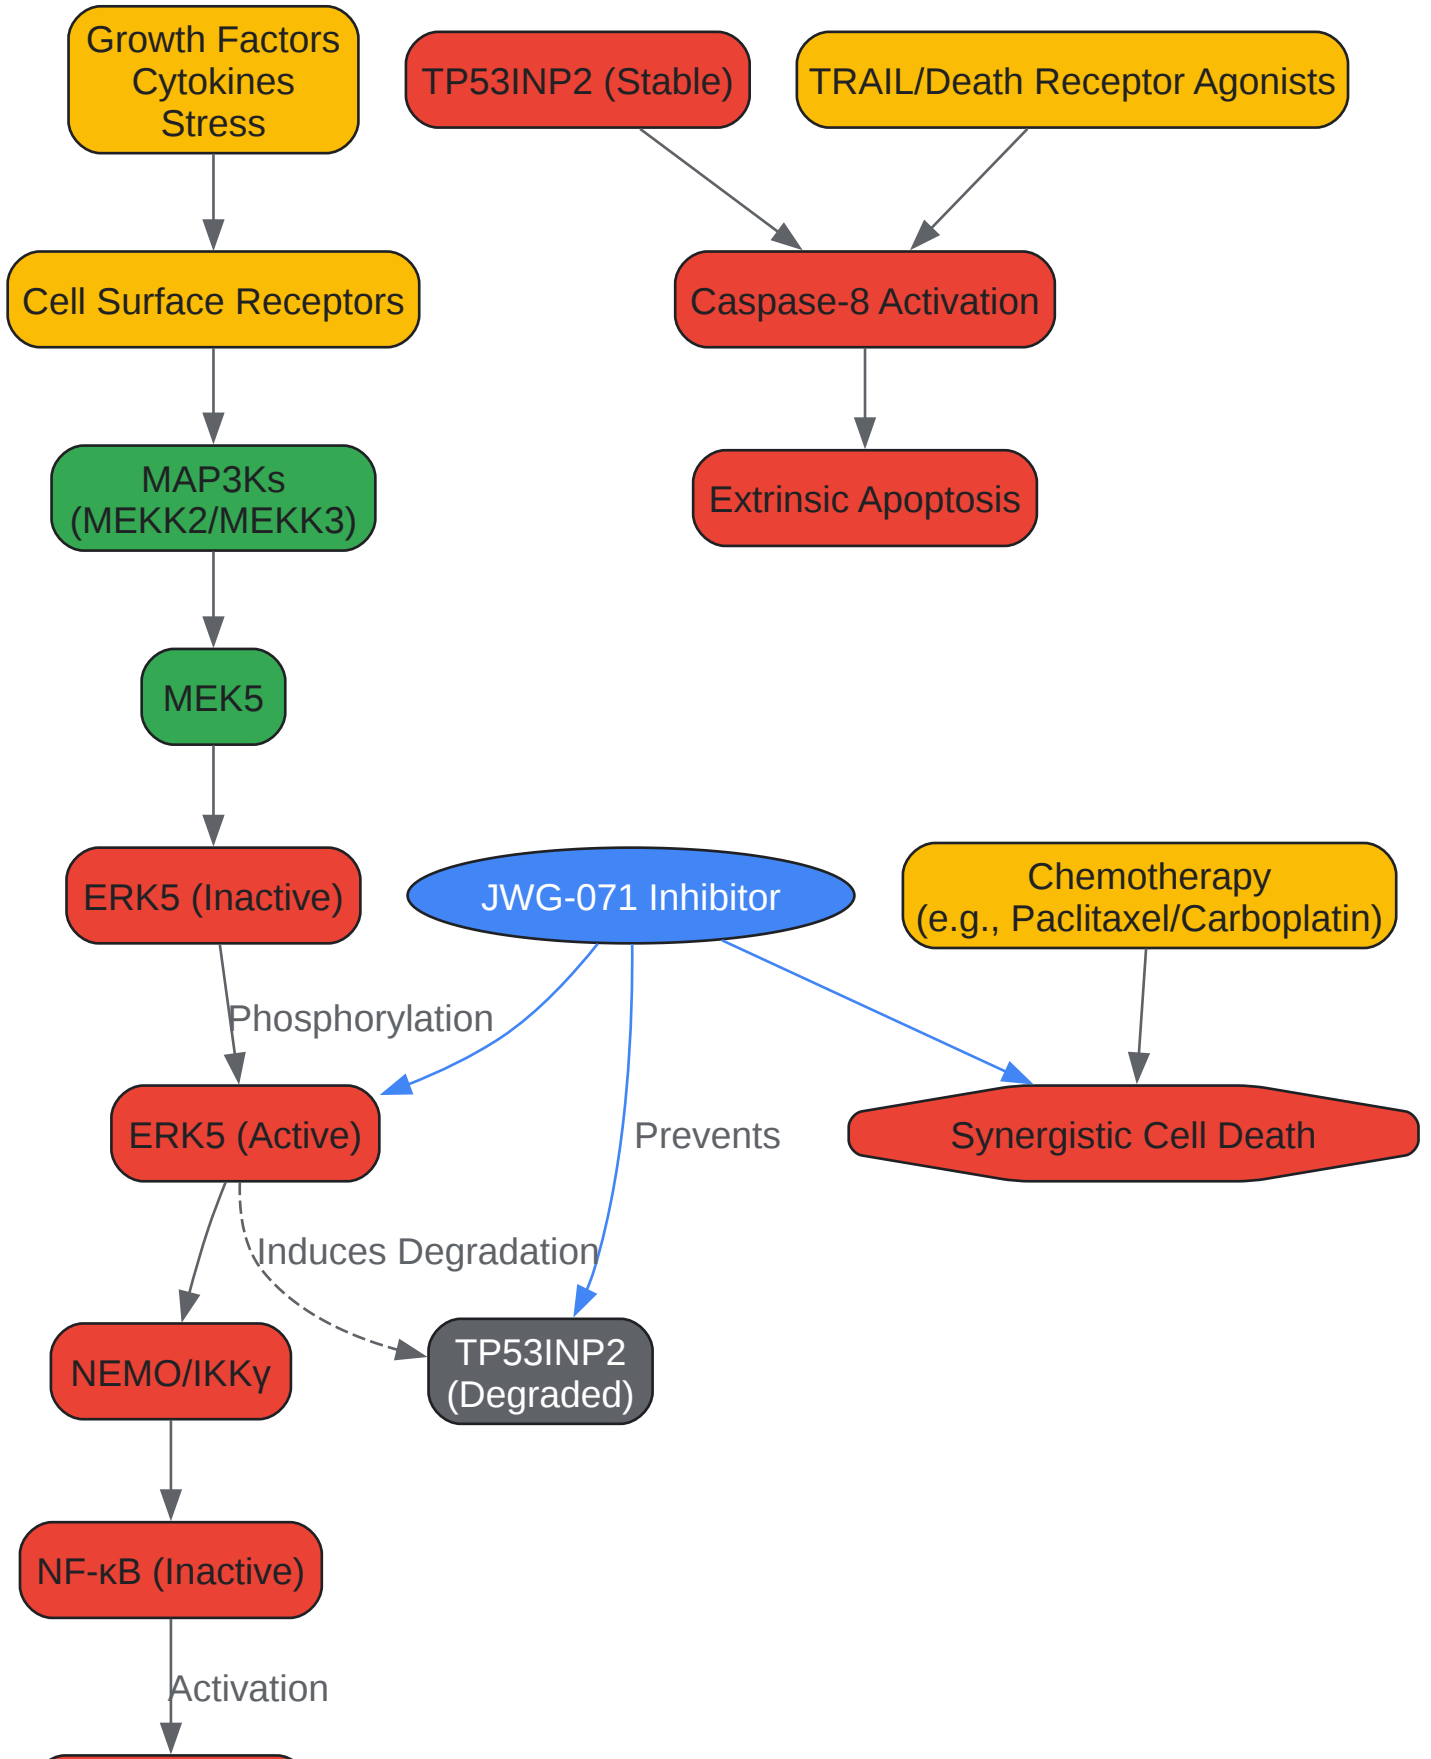 Growth Factors
Cytokines
Stress
TP53INP2 (Stable)
TRAIL/Death Receptor Agonists
Cell Surface Receptors
Caspase-8 Activation
MAP3Ks
(MEKK2/MEKK3)
Extrinsic Apoptosis
MEK5
ERK5 (Inactive)
JWG-071 Inhibitor
Chemotherapy
(e.g., Paclitaxel/Carboplatin)
Phosphorylation
ERK5 (Active)
Prevents
Synergistic Cell Death
Induces Degradation
NEMO/IKKγ
TP53INP2
(Degraded)
NF-κB (Inactive)
Activation